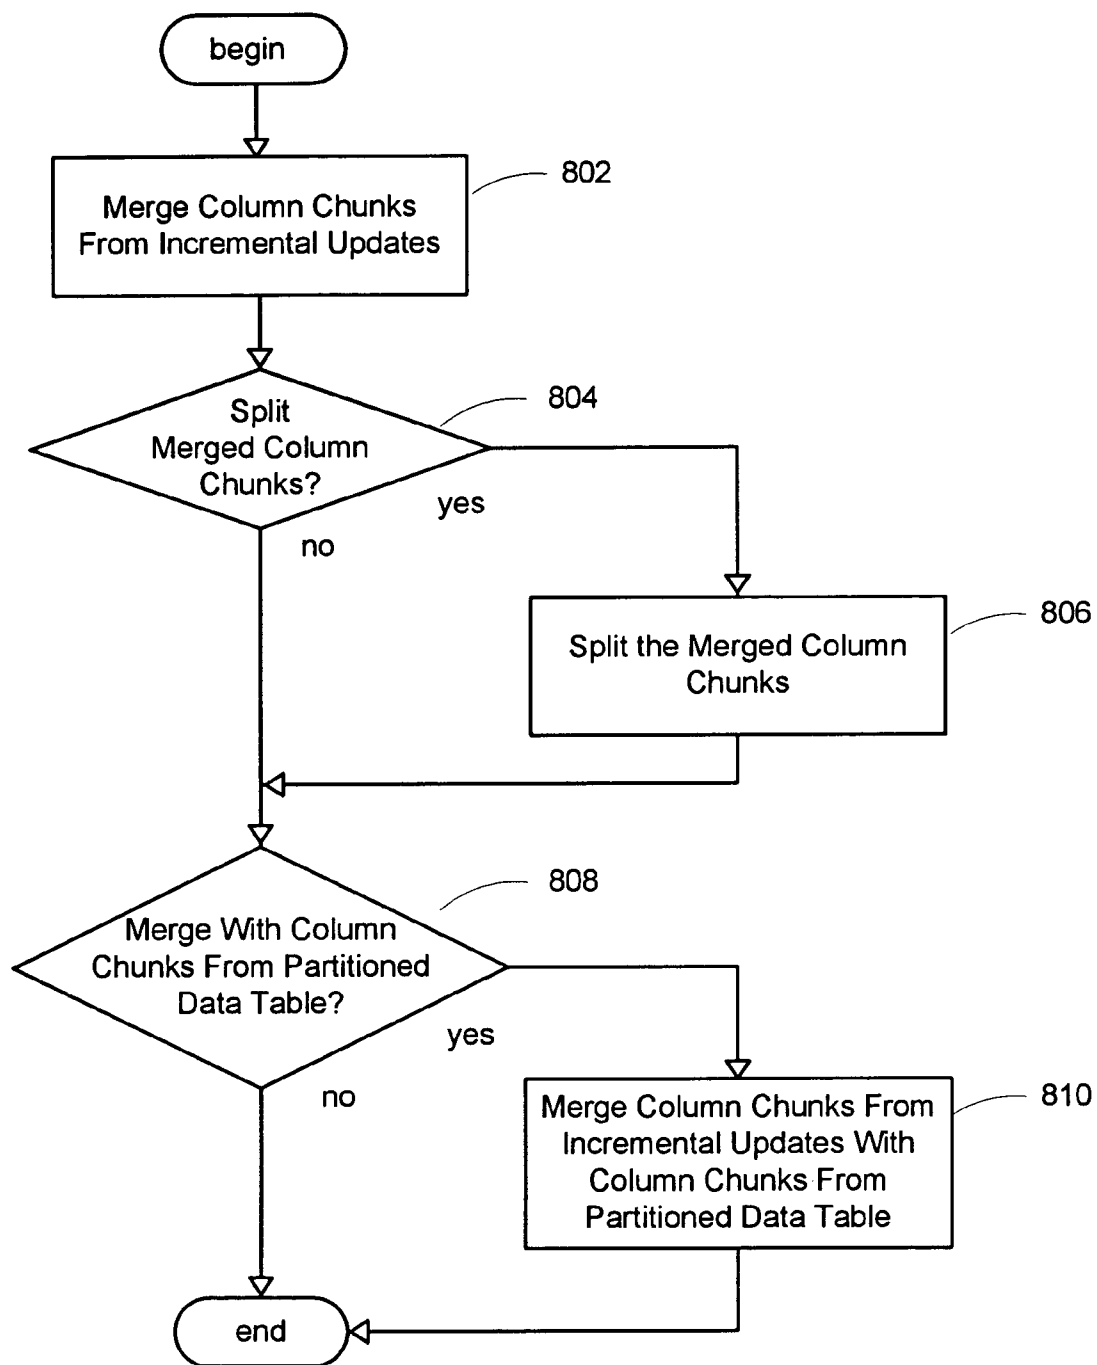 begin
802
Merge Column Chunks
From Incremental Updates
804
Split
Merged Column
Chunks?
yes
no
806
Split the Merged Column
Chunks
808
Merge With Column
Chunks From Partitioned
Data Table?
yes
no
810
Merge Column Chunks From
Incremental Updates With
Column Chunks From
Partitioned Data Table
end